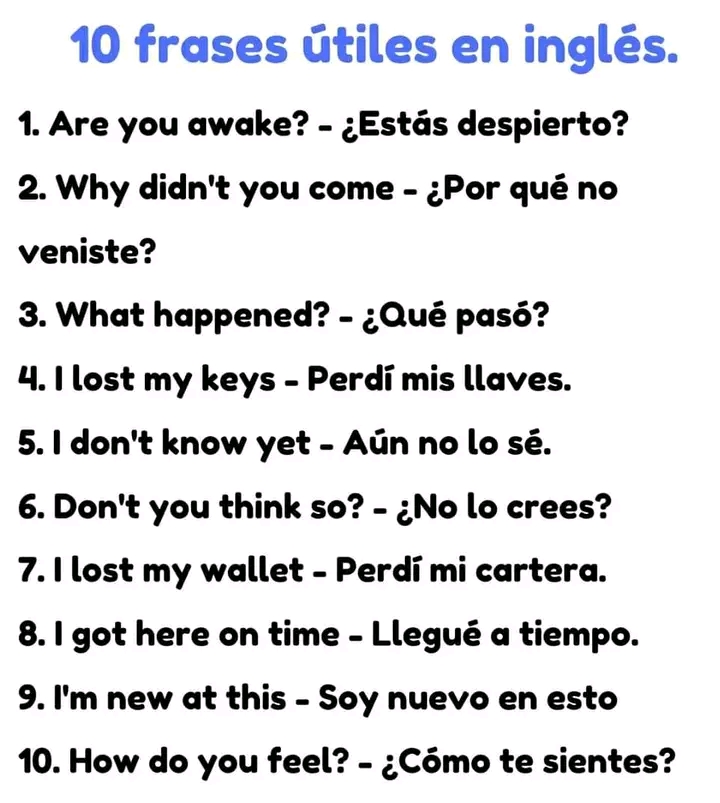 10 frases útiles en inglés.
1. Are you awake? - ¿Estás despierto?
2. Why didn't you come - ¿Por qué no
veniste?
3. What happened? - ¿Qué pasó?
4. I lost my keys - Perdí mis llaves.
5. I don't know yet - Aún no lo sé.
6. Don't you think so? - ¿No lo crees?
7. I lost my wallet - Perdí mi cartera.
8. I got here on time - Llegué a tiempo.
9. I'm new at this - Soy nuevo en esto
10. How do you feel? - ¿Cómo te sientes?